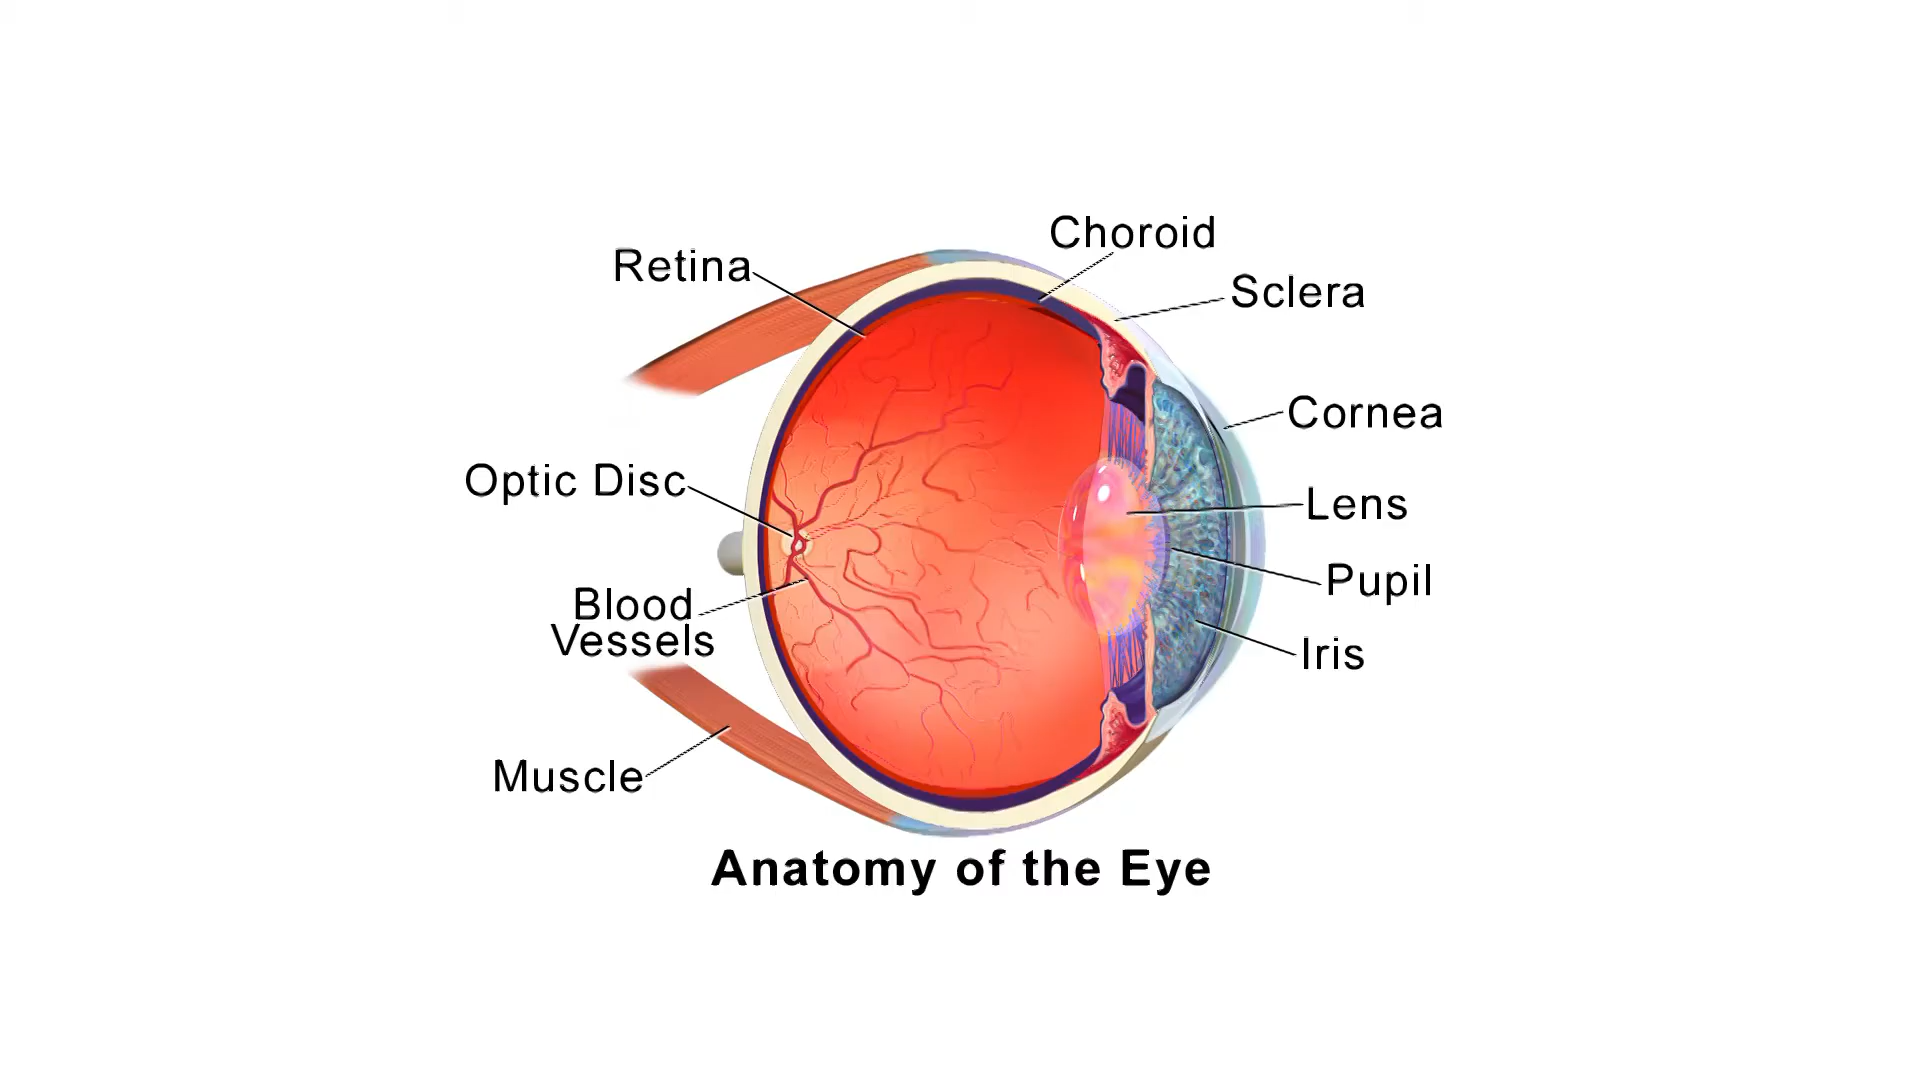 Choroid
Retina
Sclera
Cornea
Optic Disc
Lens
Pupil
Blood
Vessels
Iris
Muscle
Anatomy of the Eye